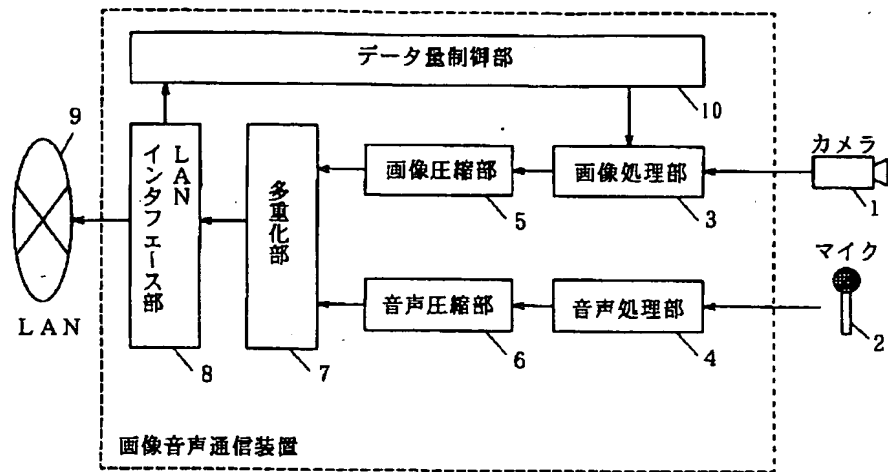 データ量制御部
10
9
LAN
インタフェース部
8
多重化部
7
画像圧縮部
5
画像処理部
3
カメラ
1
音声圧縮部
6
音声処理部
4
マイク
2
LAN
画像音声通信装置